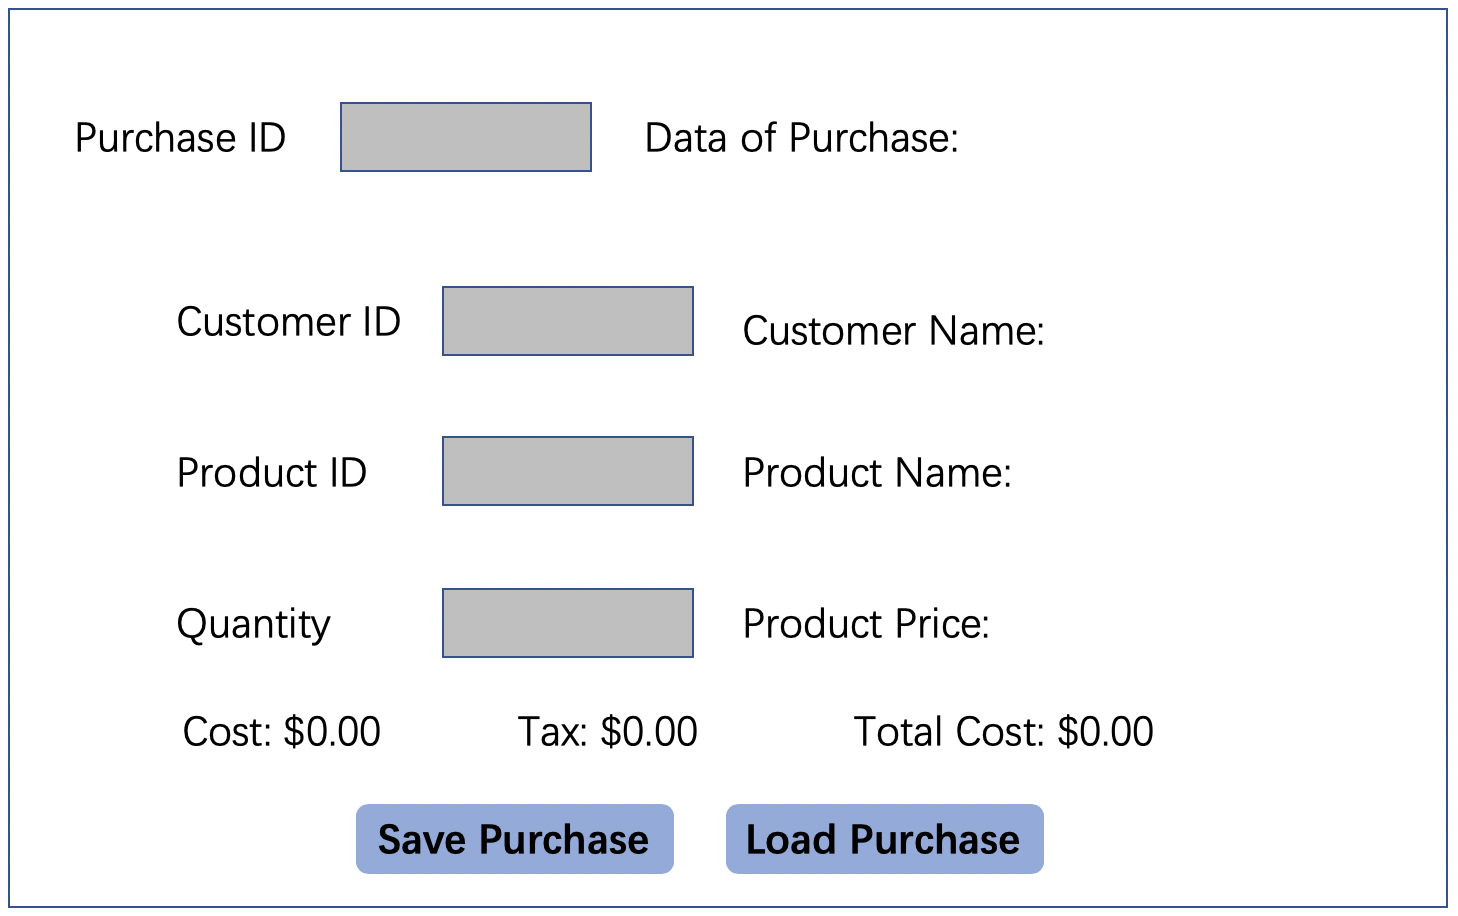 Purchase ID
Data of Purchase:
Customer ID
Customer Name:
Product ID
Product Name:
Quantity
Product Price:
Cost: $0.00
Tax: $0.00
Total Cost: $0.00
Save Purchase
Load Purchase